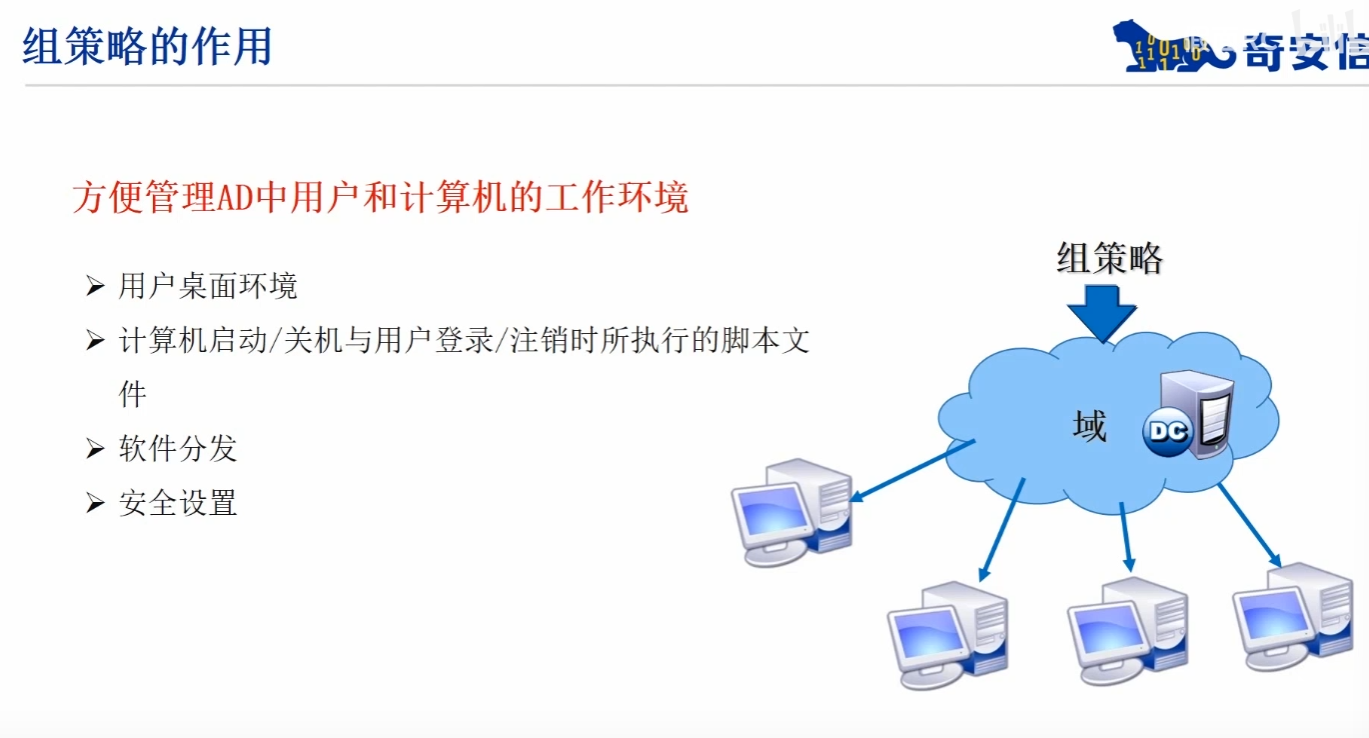 组策略的作用
奇安信
方便管理AD中用户和计算机的工作环境
用户桌面环境
计算机启动/关机与用户登录/注销时所执行的脚本文
件
软件分发
安全设置
组策略
域
DC